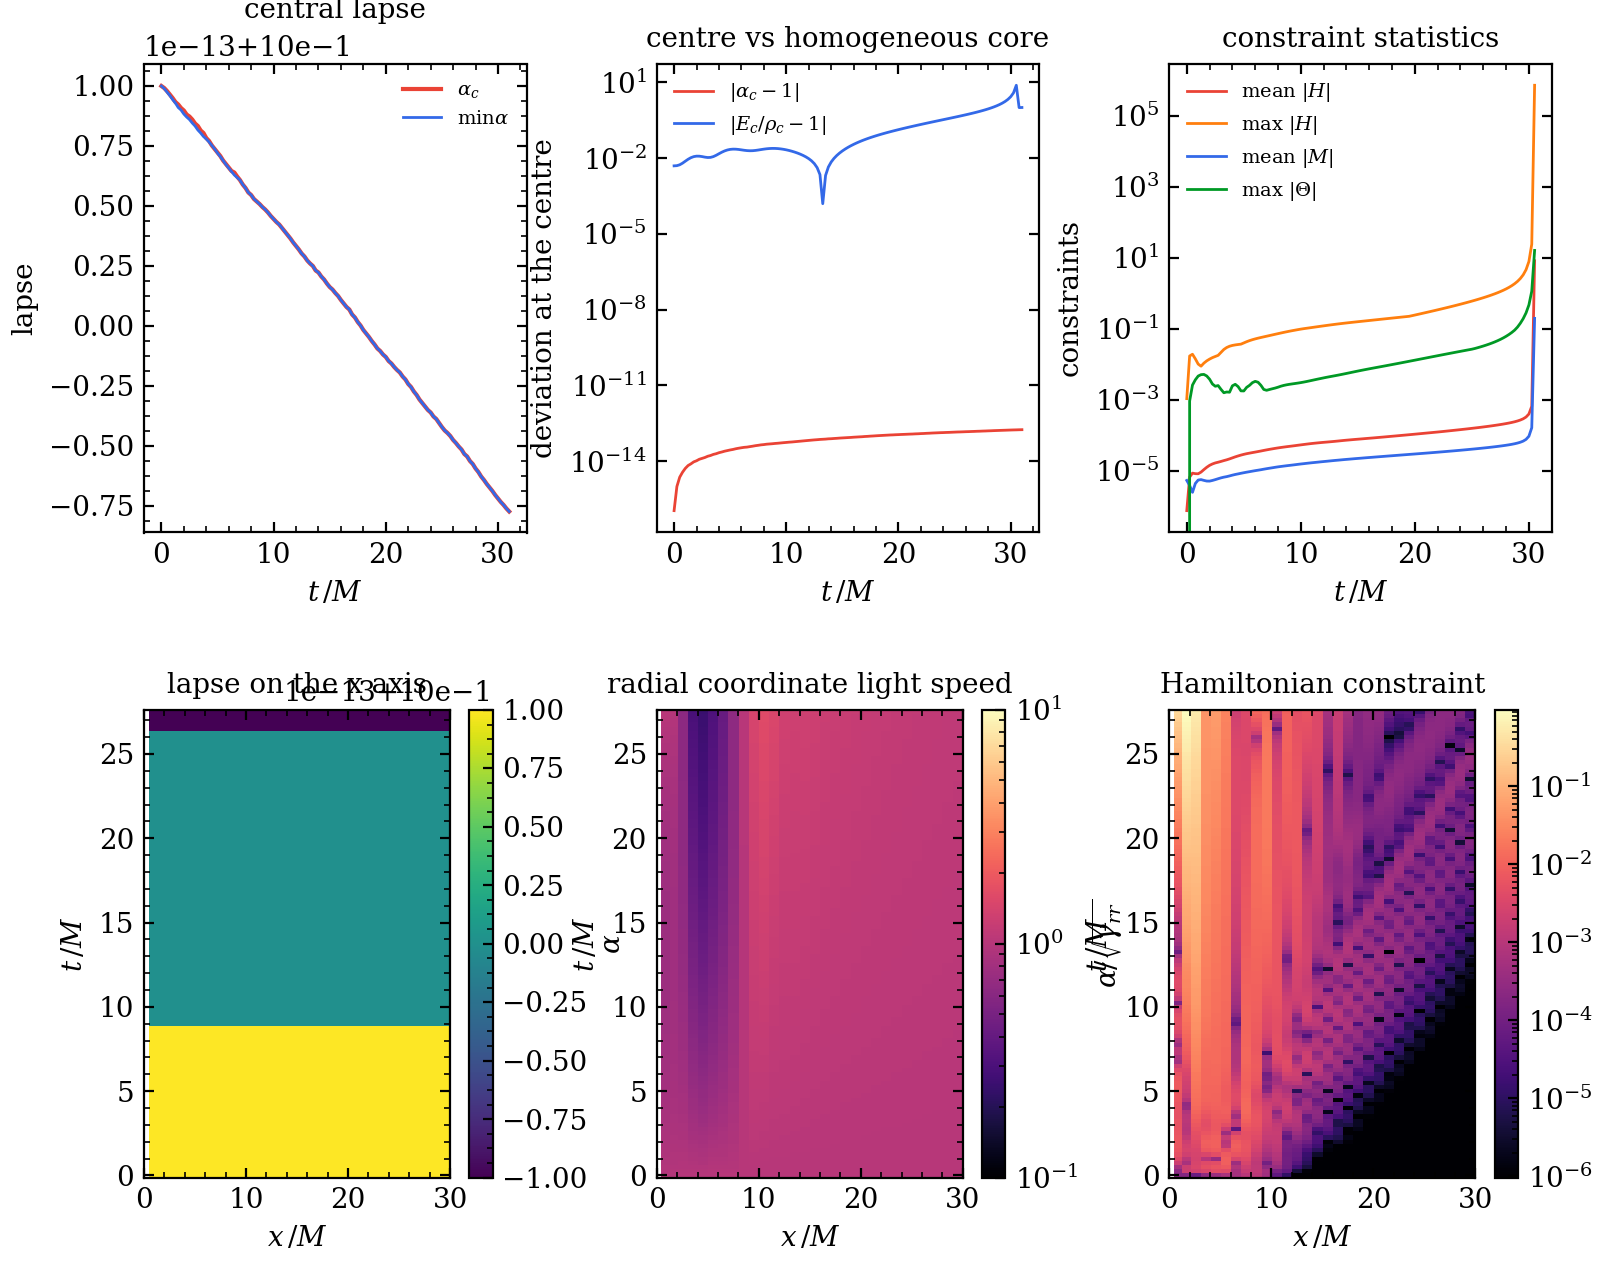 central lapse
1e−13+10e−1
1.00
0.75
0.50
0.25
0.00
−0.25
−0.50
−0.75
lapse
α_c
minα
0 10 20 30
t/M
centre vs homogeneous core
10^1
10^−2
10^−5
10^−8
10^−11
10^−14
deviation at the centre
|α_c − 1|
|E_c/ρ_c − 1|
0 10 20 30
t/M
constraint statistics
10^5
10^3
10^1
10^−1
10^−3
10^−5
constraints
mean |H|
max |H|
mean |M|
max |Θ|
0 10 20 30
t/M
lapse on the x axis
1e−13+10e−1
25
20
15
10
5
0
t/M
0 10 20 30
x/M
1.00
0.75
0.50
0.25
0.00
−0.25
−0.50
−0.75
−1.00
α
radial coordinate light speed
25
20
15
10
5
0
t/M
0 10 20 30
x/M
10^1
10^0
10^−1
α/√γ_rr
Hamiltonian constraint
25
20
15
10
5
0
t/M
0 10 20 30
x/M
10^−1
10^−2
10^−3
10^−4
10^−5
10^−6